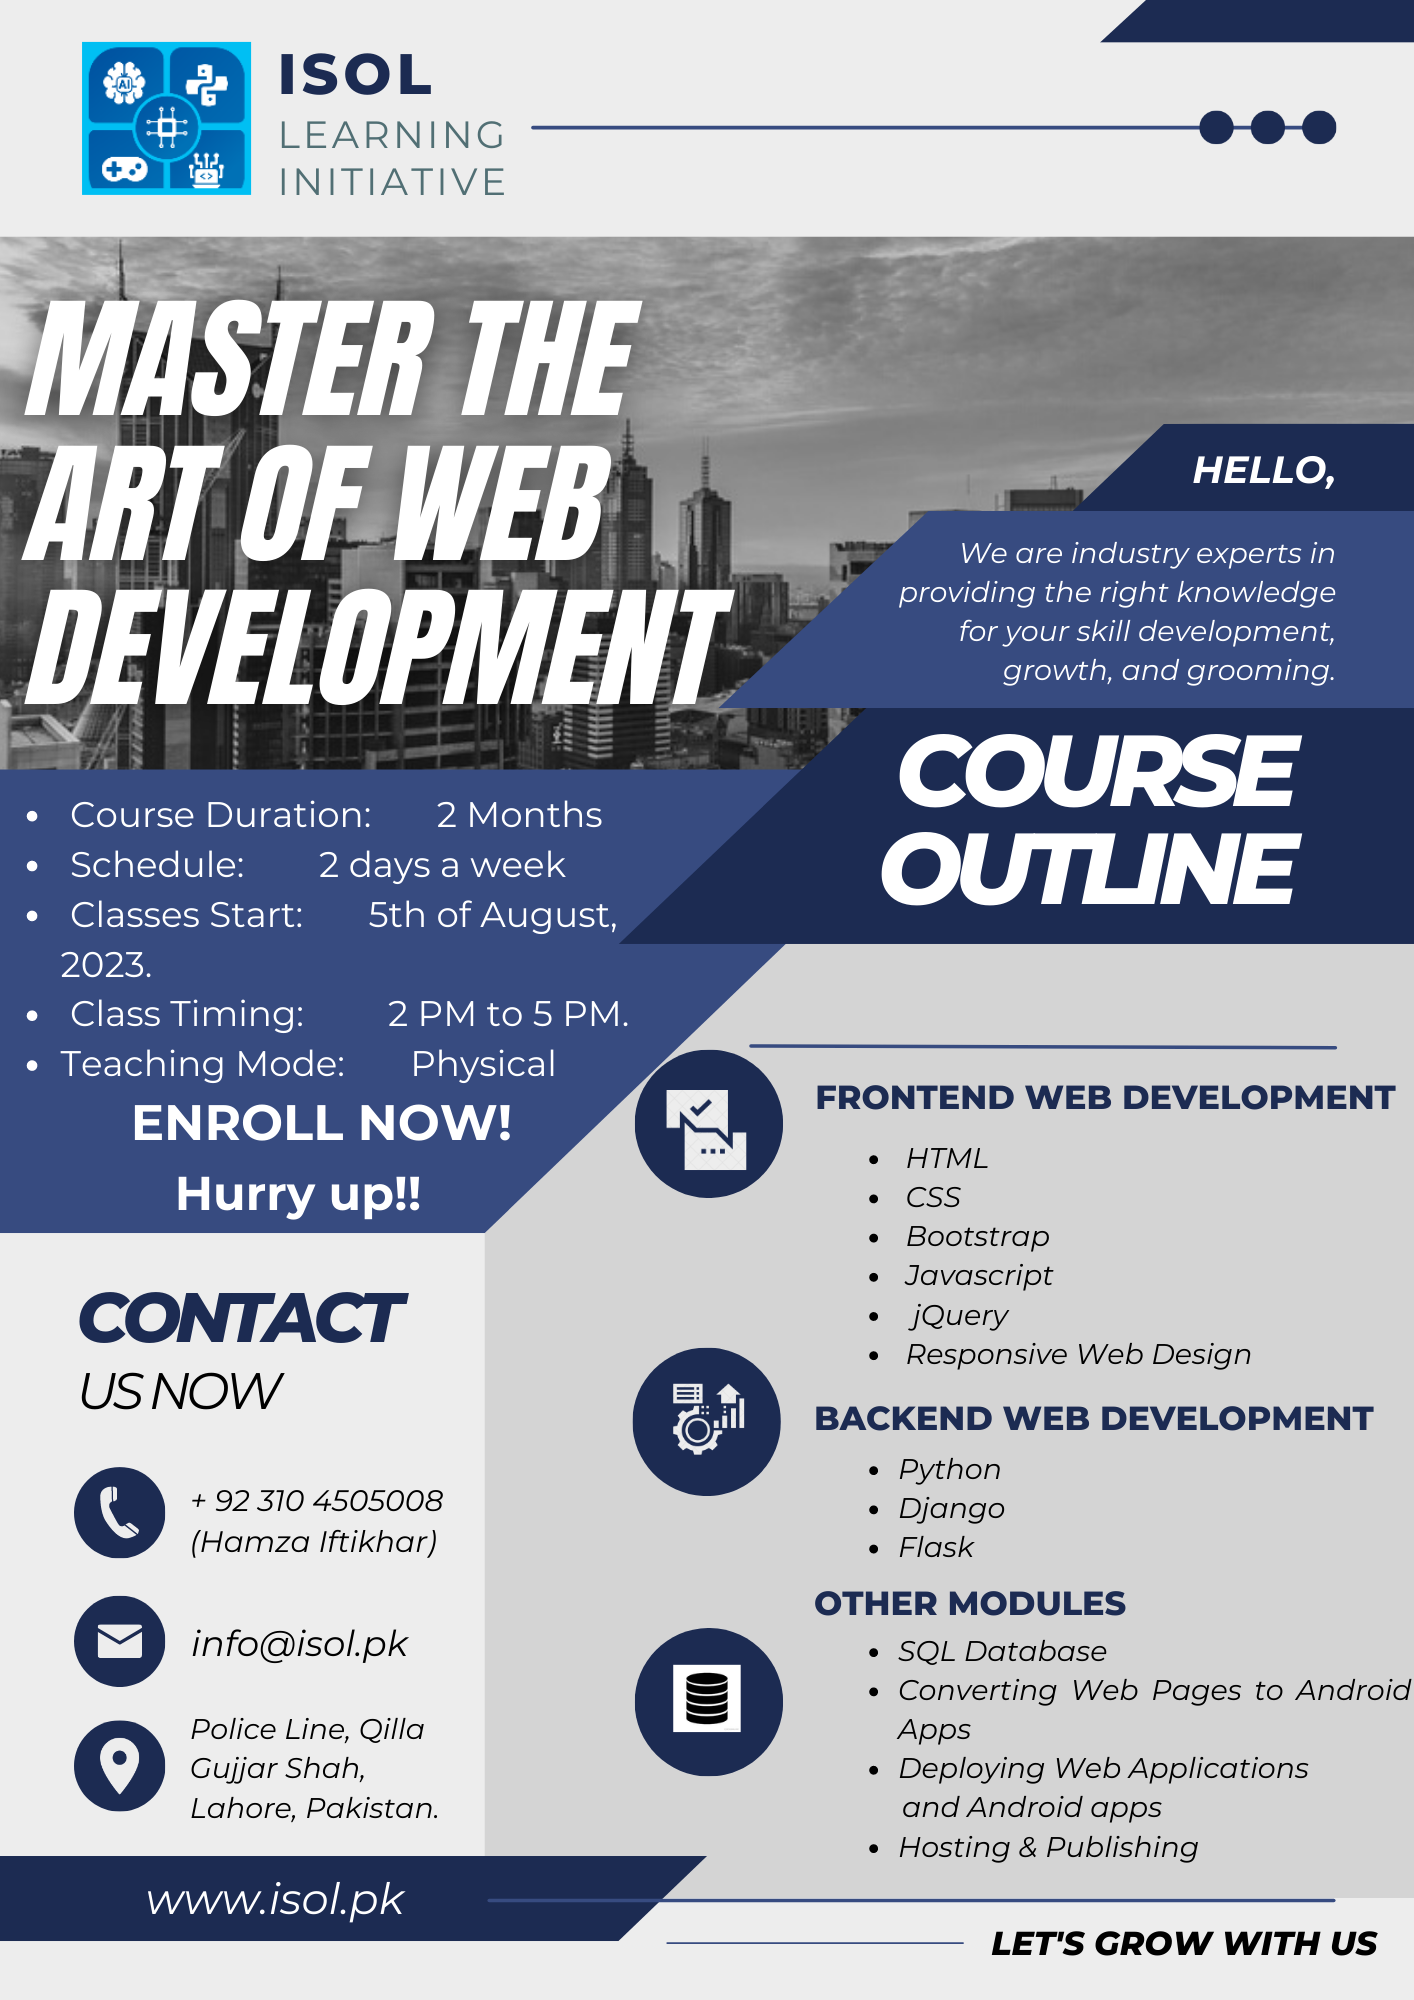 ISOL
LEARNING
INITIATIVE
MASTER THE
ART OF WEB
DEVELOPMENT
HELLO,
We are industry experts in
providing the right knowledge
for your skill development,
growth, and grooming.
COURSE
OUTLINE
• Course Duration: 2 Months
• Schedule: 2 days a week
• Classes Start: 5th of August,
2023.
• Class Timing: 2 PM to 5 PM.
• Teaching Mode: Physical
ENROLL NOW!
Hurry up!!
FRONTEND WEB DEVELOPMENT
• HTML
• CSS
• Bootstrap
• Javascript
• jQuery
• Responsive Web Design
BACKEND WEB DEVELOPMENT
• Python
• Django
• Flask
OTHER MODULES
• SQL Database
• Converting Web Pages to Android
Apps
• Deploying Web Applications
and Android apps
• Hosting & Publishing
CONTACT
US NOW
+ 92 310 4505008
(Hamza Iftikhar)
info@isol.pk
Police Line, Qilla
Gujjar Shah,
Lahore, Pakistan.
www.isol.pk
LET'S GROW WITH US
AI